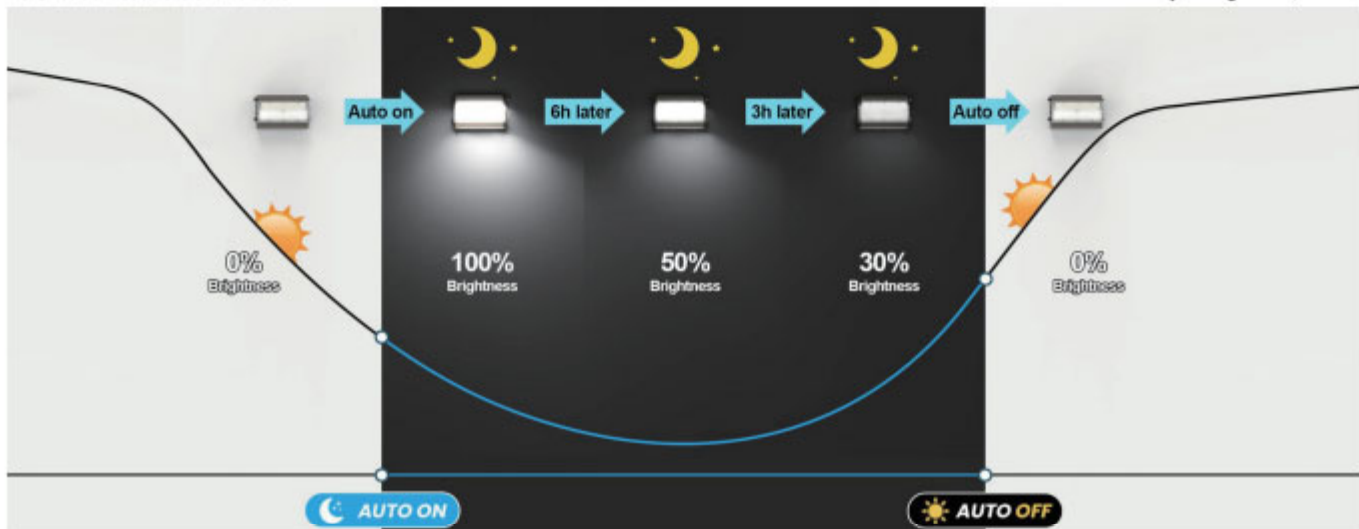 Auto on
6h later
3h later
Auto off
0%
Brightness
100%
Brightness
50%
Brightness
30%
Brightness
0%
Brightness
AUTO ON
AUTO OFF